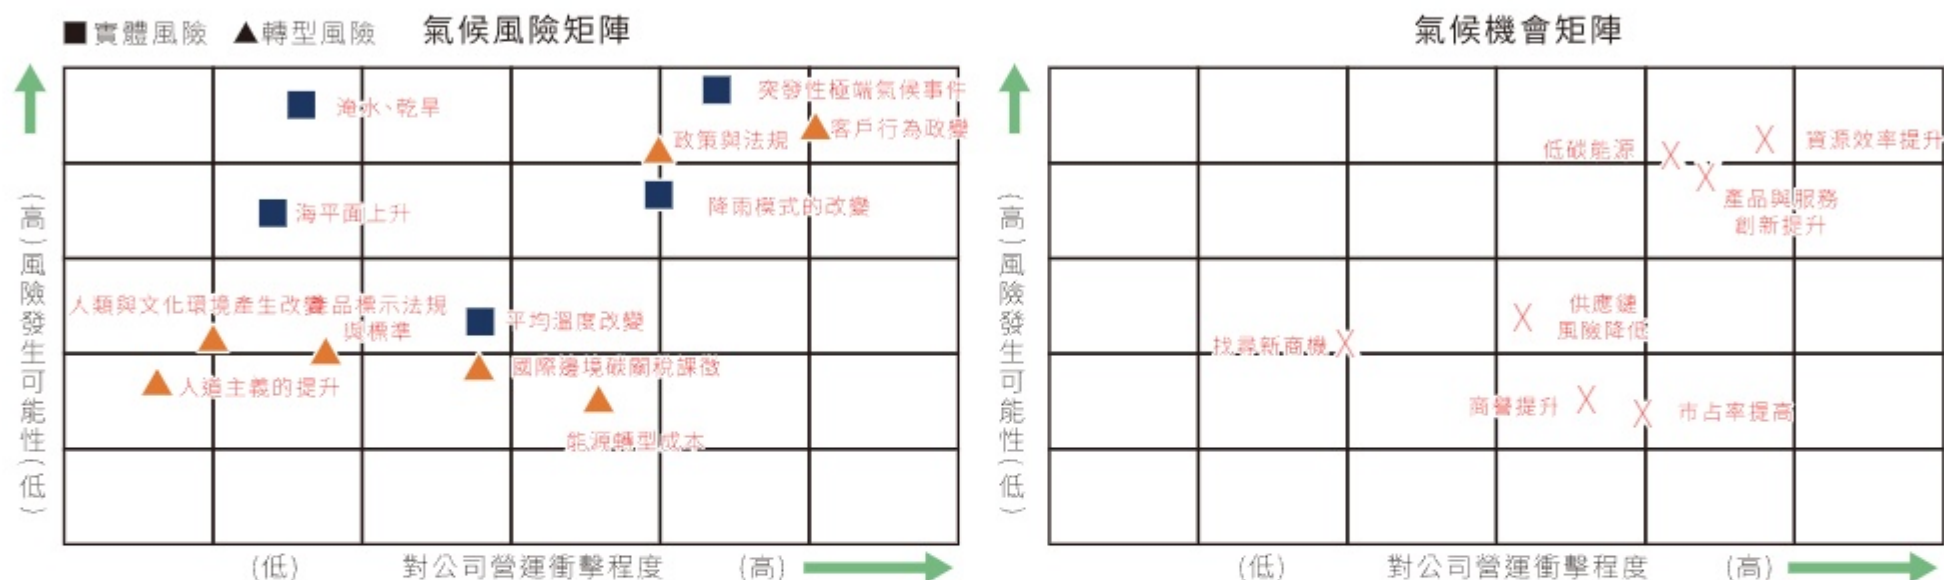 ■實體風險 ▲轉型風險 氣候風險矩陣
淹水、乾旱
突發性極端氣候事件
客戶行為改變
政策與法規
海平面上升
降雨模式的改變
人類與文化環境產生改變
產品標示法規
與標準
平均溫度改變
人道主義的提升
國際邊境碳關稅課徵
能源轉型成本
(高)風險發生可能性(低)
(低) 對公司營運衝擊程度 (高)
氣候機會矩陣
低碳能源
資源效率提升
產品與服務
創新提升
供應鏈
風險降低
找尋新商機
商譽提升
市占率提高
(高)風險發生可能性(低)
(低) 對公司營運衝擊程度 (高)